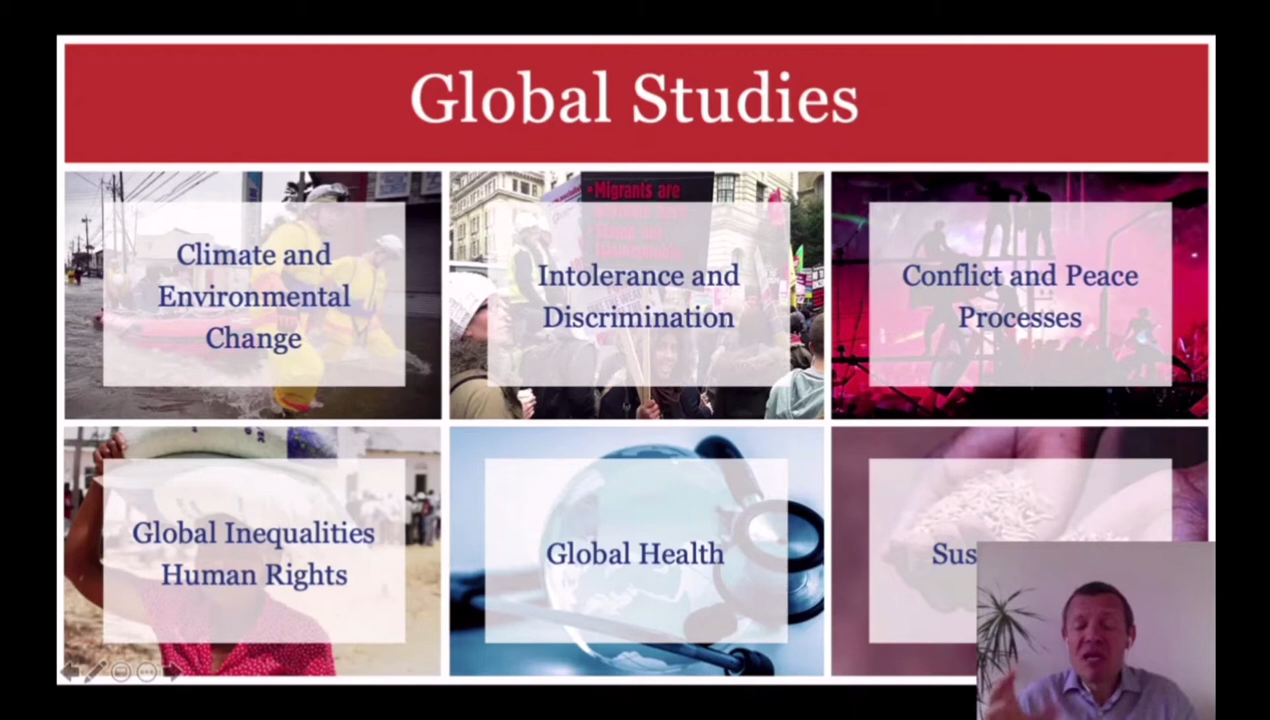 Global Studies
Climate and
Environmental
Change
Migrants are
Intolerance and
Discrimination
Conflict and Peace
Processes
Global Inequalities
Human Rights
Global Health
Sus